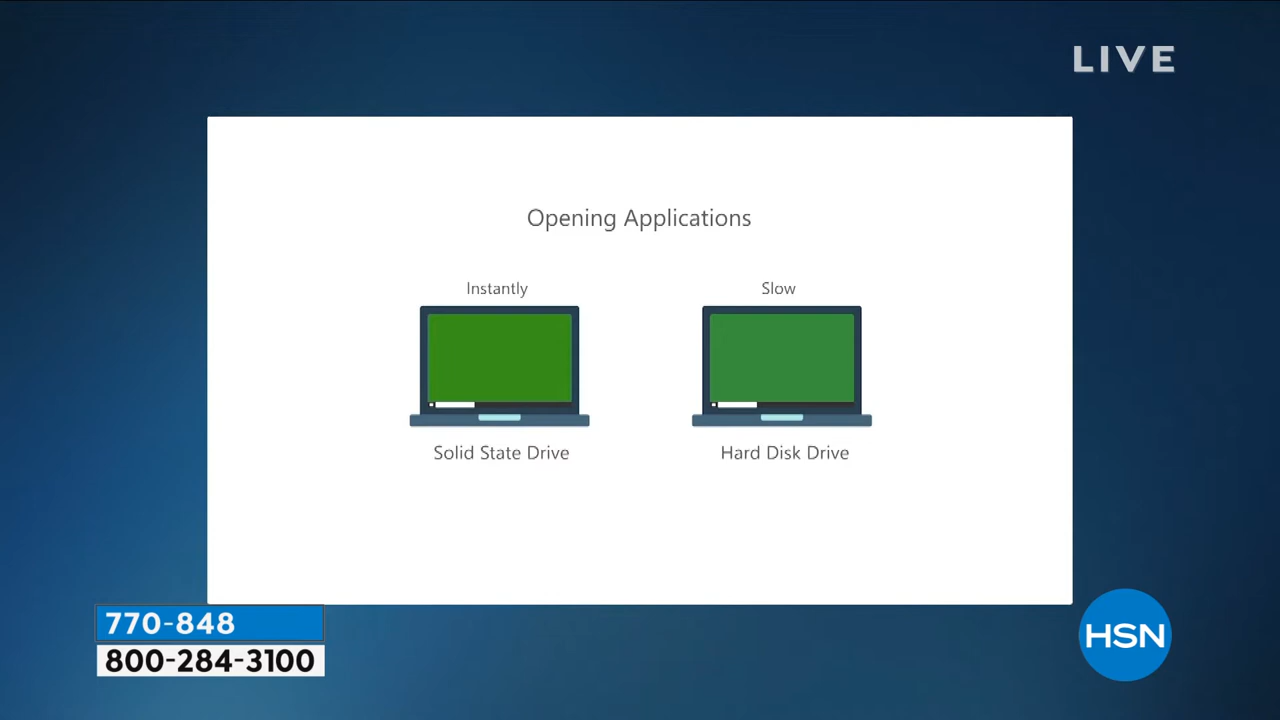 LIVE
Opening Applications
Instantly
Slow
Solid State Drive
Hard Disk Drive
770-848
800-284-3100
HSN